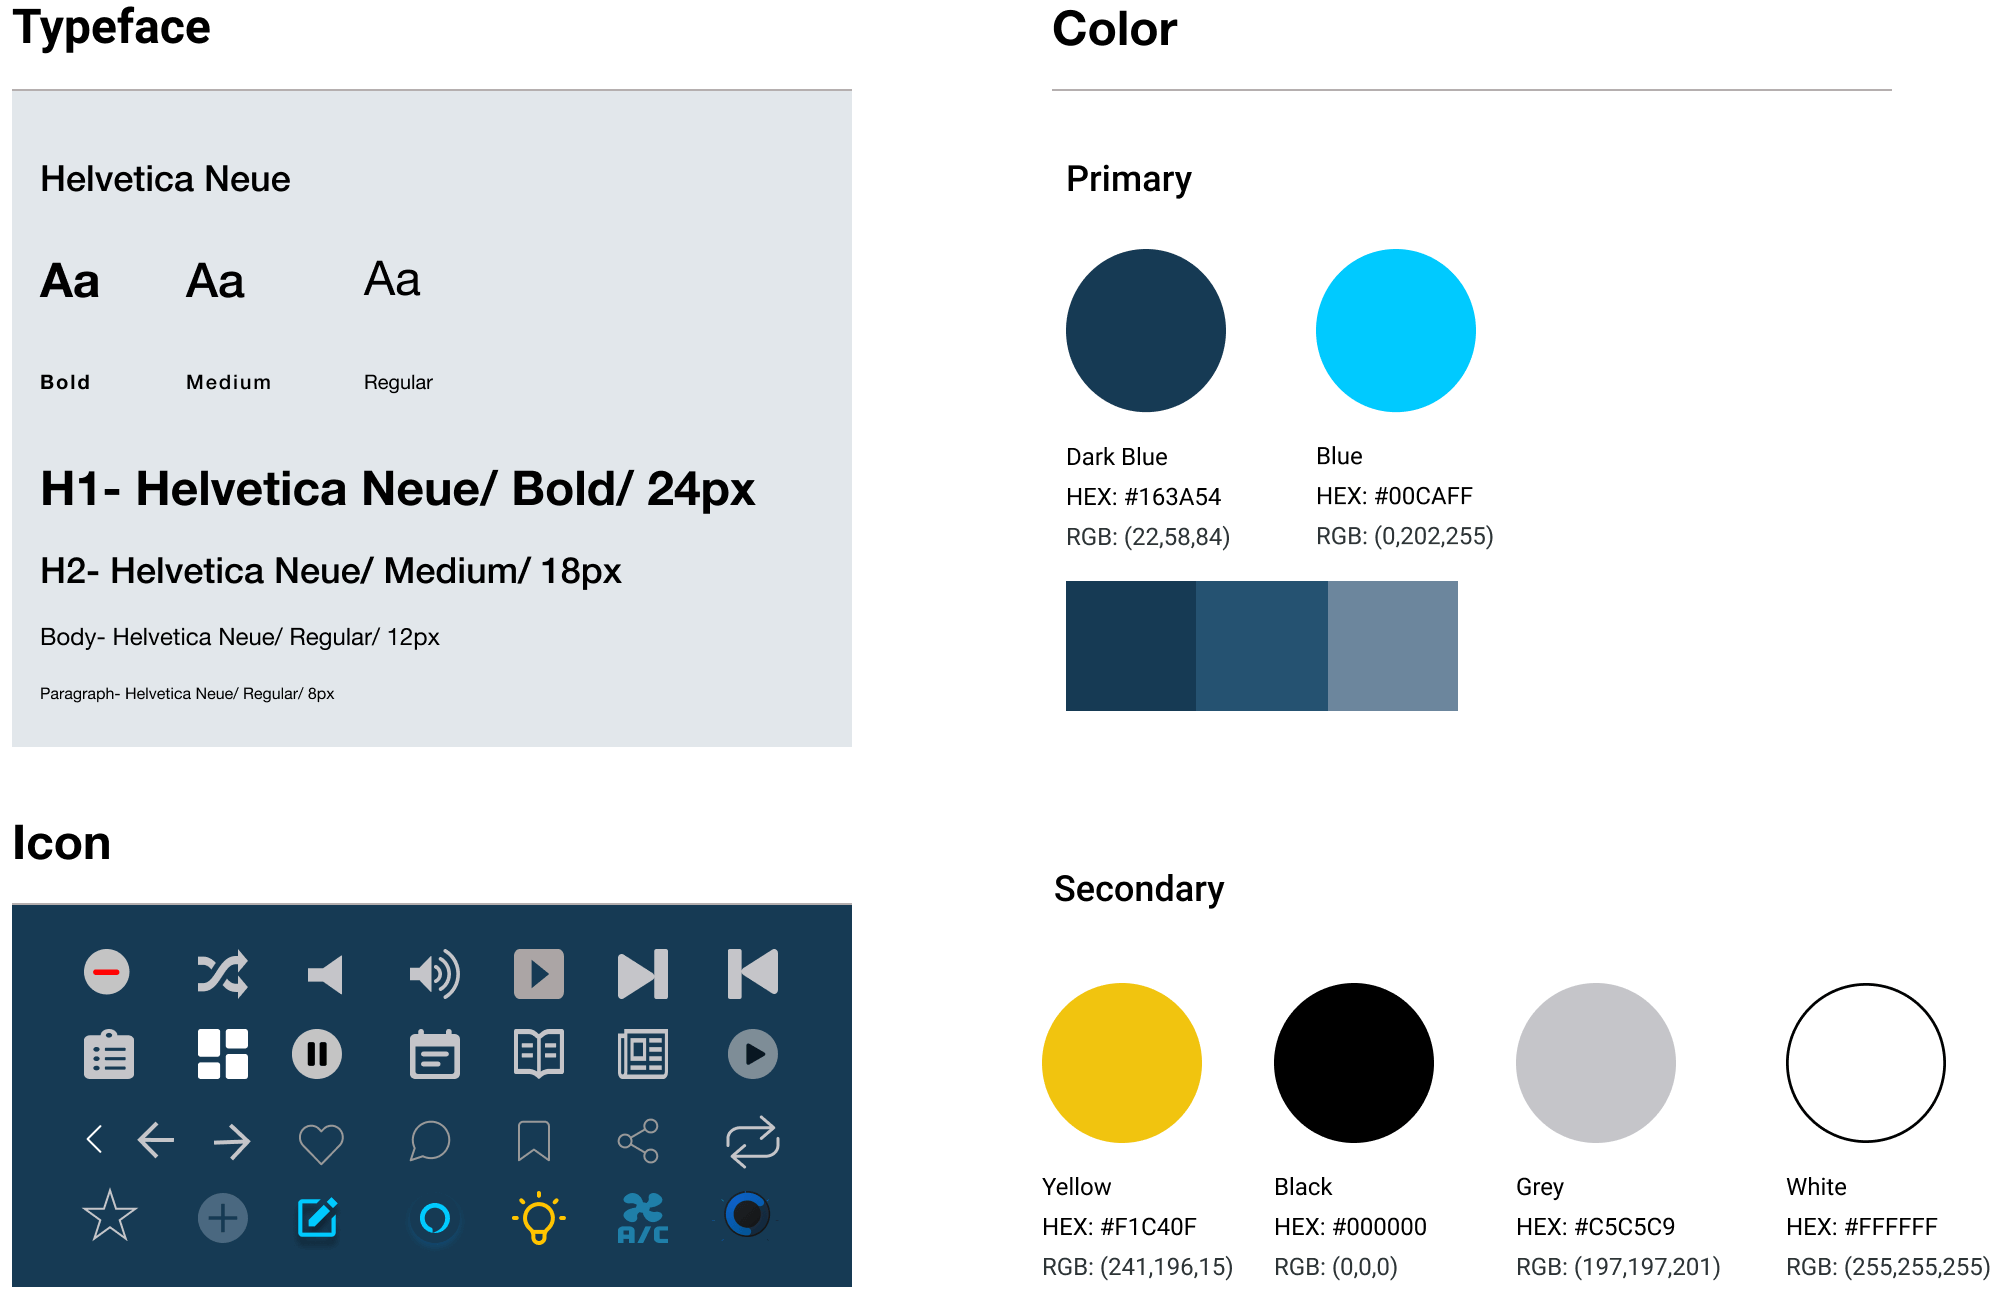 Typeface
Helvetica Neue
Aa Aa Aa
Bold Medium Regular
H1- Helvetica Neue/ Bold/ 24px
H2- Helvetica Neue/ Medium/ 18px
Body- Helvetica Neue/ Regular/ 12px
Paragraph- Helvetica Neue/ Regular/ 8px
Icon
A/C
Color
Primary
Dark Blue
HEX: #163A54
RGB: (22,58,84)
Blue
HEX: #00CAFF
RGB: (0,202,255)
Secondary
Yellow
HEX: #F1C40F
RGB: (241,196,15)
Black
HEX: #000000
RGB: (0,0,0)
Grey
HEX: #C5C5C9
RGB: (197,197,201)
White
HEX: #FFFFFF
RGB: (255,255,255)